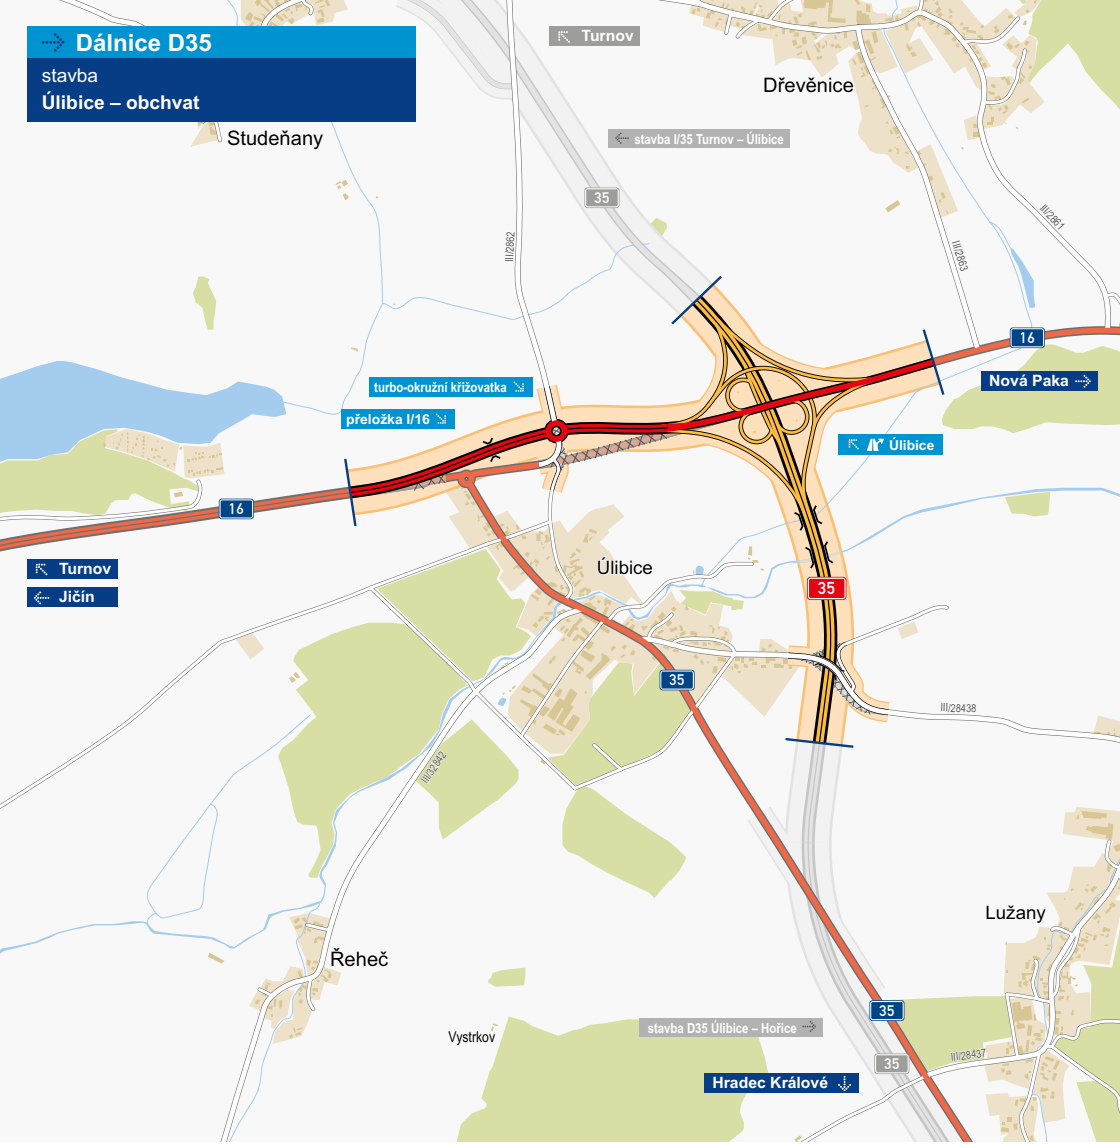 Dálnice D35
stavba
Úlibice – obchvat
Turnov
Dřevěnice
Studeňany
stavba I/35 Turnov – Úlibice
35
III/2862
III/2863
III/2861
16
turbo-okružní křižovatka
Nová Paka
přeložka I/16
Úlibice
16
Turnov
Úlibice
Jičín
35
35
III/28438
III/32842
Lužany
Řeheč
35
stavba D35 Úlibice – Hořice
Vystrkov
III/28437
35
Hradec Králové